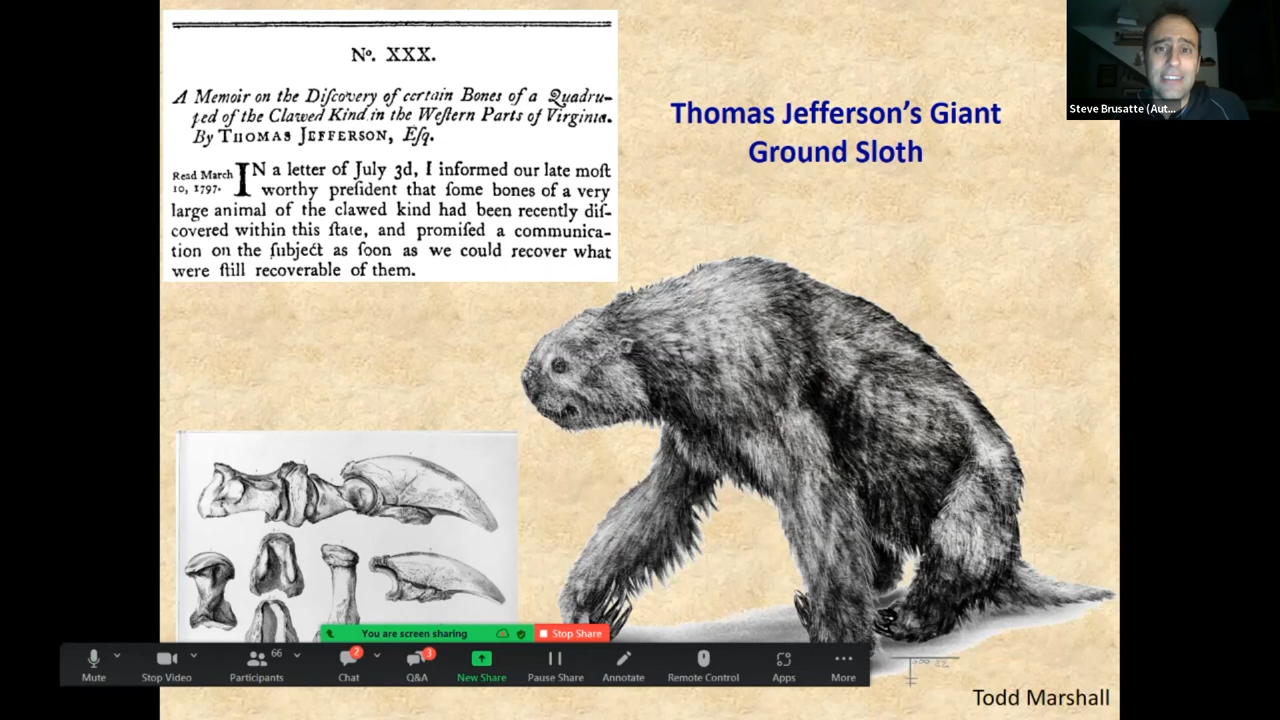 Nº. XXX.
A Memoir on the Diſcovery of certain Bones of a Quadru-
ped of the Clawed Kind in the Weſtern Parts of Virginia.
By THOMAS JEFFERSON, Eſq.
Read March
10, 1797.
IN a letter of July 3d, I informed our late moſt
worthy preſident that ſome bones of a very
large animal of the clawed kind had been recently diſ-
covered within this ſtate, and promiſed a communica-
tion on the ſubject as ſoon as we could recover what
were ſtill recoverable of them.
Thomas Jefferson's Giant
Ground Sloth
Steve Brusatte (Aut...
You are screen sharing
Stop Share
66
2
3
Mute
Stop Video
Participants
Chat
Q&A
New Share
Pause Share
Annotate
Remote Control
Apps
More
Todd Marshall